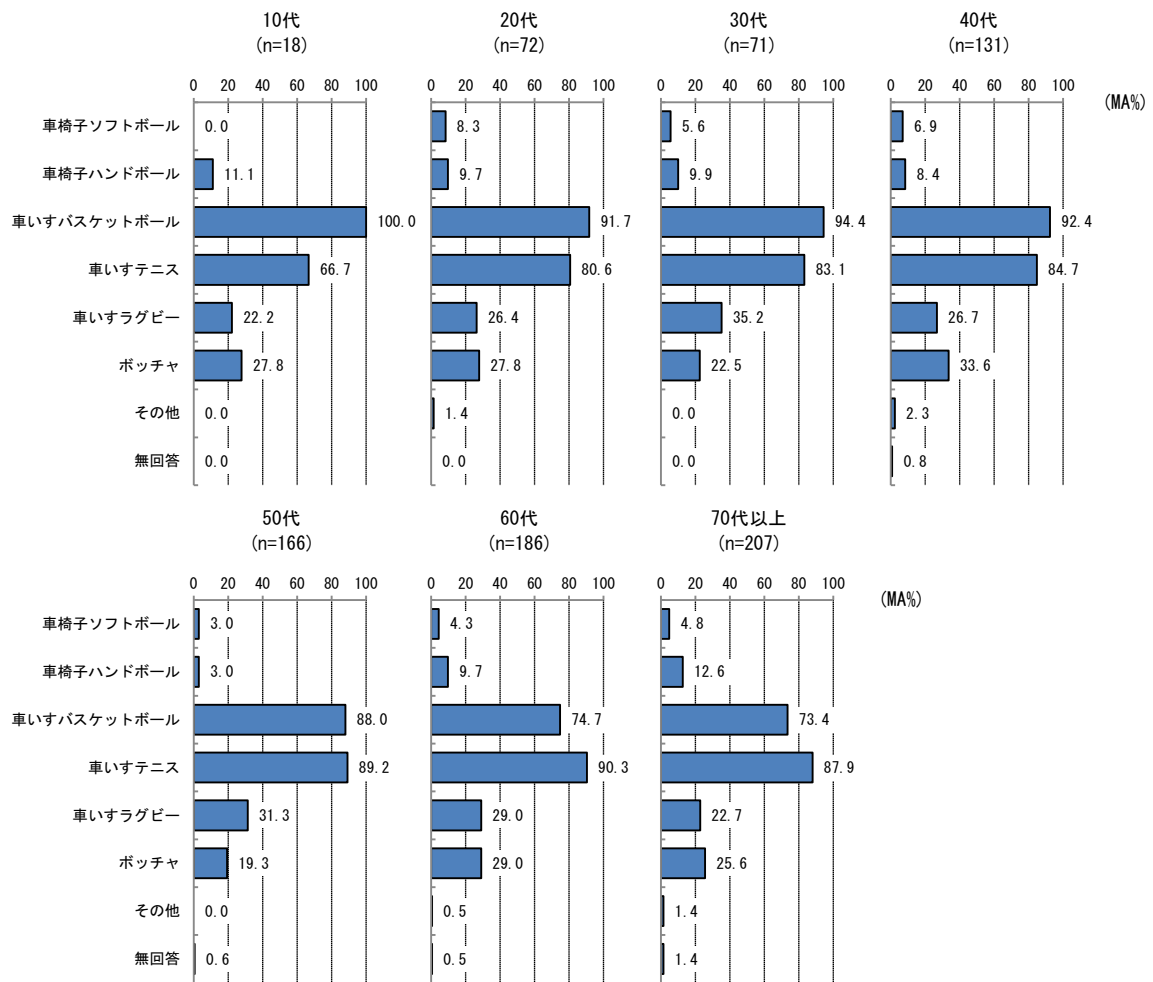 10代 20代 30代 40代
(n=18) (n=72) (n=71) (n=131)
0 20 40 60 80 100 0 20 40 60 80 100 0 20 40 60 80 100 0 20 40 60 80 100
(MA%)
車椅子ソフトボール 0.0 8.3 5.6 6.9
車椅子ハンドボール 11.1 9.7 9.9 8.4
車いすバスケットボール 100.0 91.7 94.4 92.4
車いすテニス 66.7 80.6 83.1 84.7
車いすラグビー 22.2 26.4 35.2 26.7
ボッチャ 27.8 27.8 22.5 33.6
その他 0.0 1.4 0.0 2.3
無回答 0.0 0.0 0.0 0.8
50代 60代 70代以上
(n=166) (n=186) (n=207)
0 20 40 60 80 100 0 20 40 60 80 100 0 20 40 60 80 100
(MA%)
車椅子ソフトボール 3.0 4.3 4.8
車椅子ハンドボール 3.0 9.7 12.6
車いすバスケットボール 88.0 74.7 73.4
車いすテニス 89.2 90.3 87.9
車いすラグビー 31.3 29.0 22.7
ボッチャ 19.3 29.0 25.6
その他 0.0 0.5 1.4
無回答 0.6 0.5 1.4